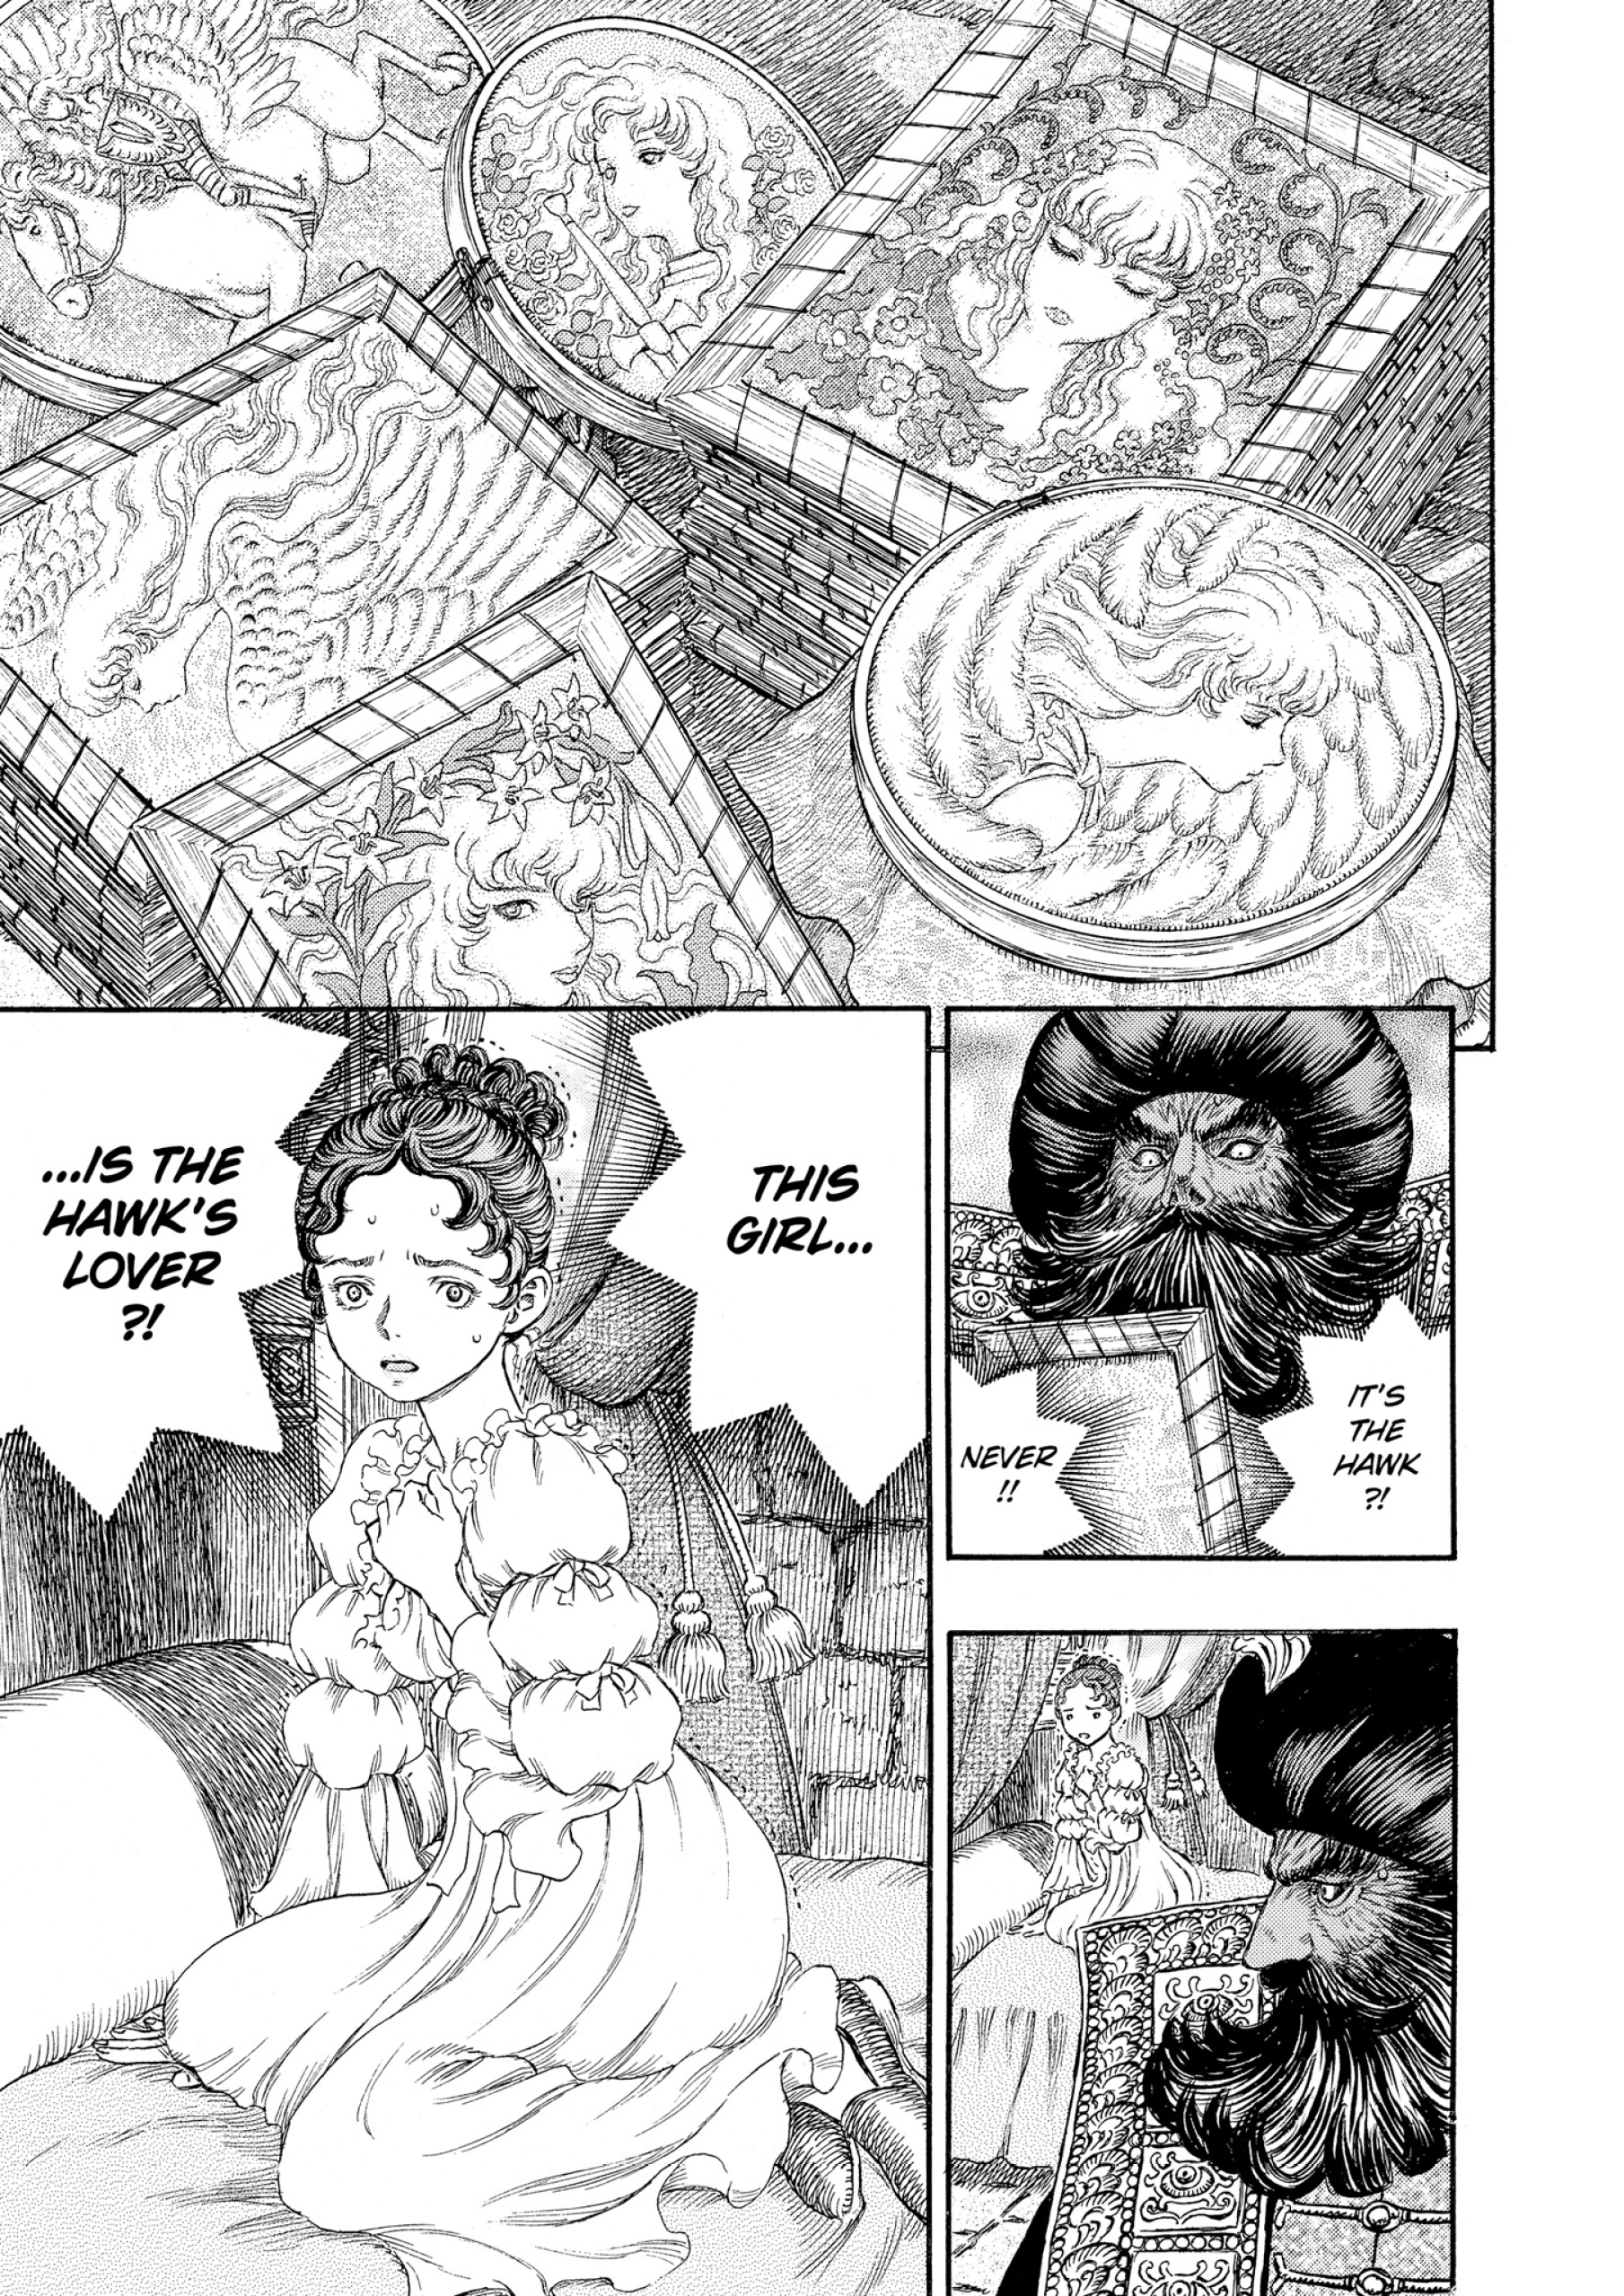 IT'S
THE
HAWK
?!
NEVER
!!
THIS
GIRL...
...IS THE
HAWK'S
LOVER
?!